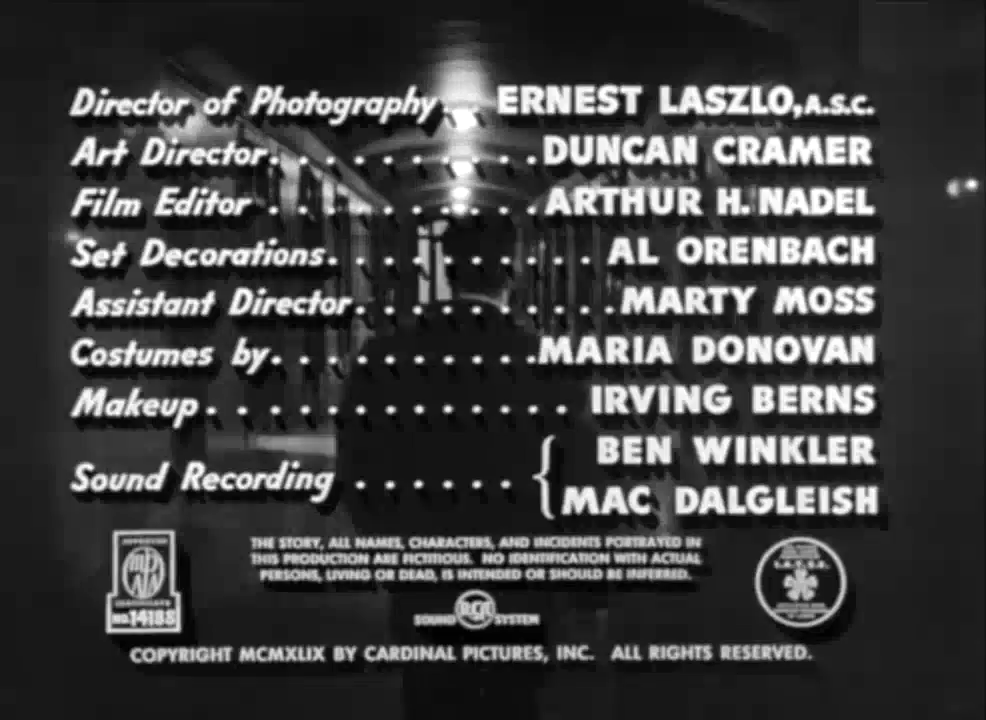 Director of Photography... ERNEST LASZLO, A.S.C.
Art Director...........DUNCAN CRAMER
Film Editor...........ARTHUR H. NADEL
Set Decorations........... AL ORENBACH
Assistant Director...........MARTY MOSS
Costumes by...........MARIA DONOVAN
Makeup............... IRVING BERNS
Sound Recording ....... { BEN WINKLER
MAC DALGLEISH
THE STORY, ALL NAMES, CHARACTERS, AND INCIDENTS PORTRAYED IN
THIS PRODUCTION ARE FICTITIOUS. NO IDENTIFICATION WITH ACTUAL
PERSONS, LIVING OR DEAD, IS INTENDED OR SHOULD BE INFERRED.
APPROVED
CERTIFICATE
NO. 14188
I.A.T.S.E.
SOUND RCA SYSTEM
COPYRIGHT MCMXLIX BY CARDINAL PICTURES, INC. ALL RIGHTS RESERVED.